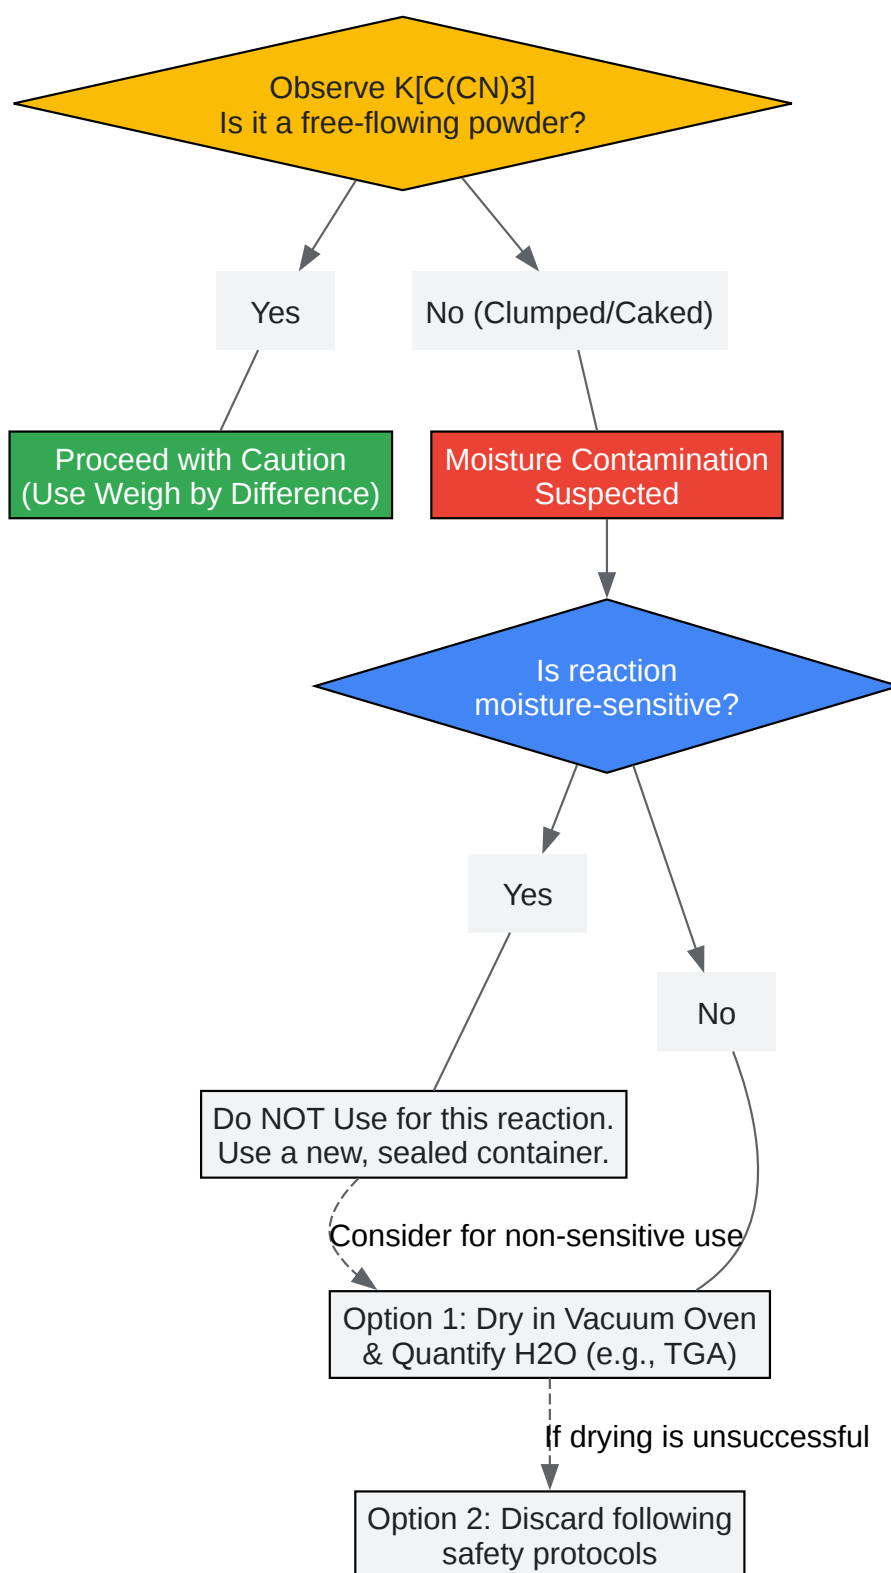 Observe K[C(CN)3]
Is it a free-flowing powder?
Yes
No (Clumped/Caked)
Proceed with Caution
(Use Weigh by Difference)
Moisture Contamination
Suspected
Is reaction
moisture-sensitive?
Yes
No
Do NOT Use for this reaction.
Use a new, sealed container.
Consider for non-sensitive use
Option 1: Dry in Vacuum Oven
& Quantify H2O (e.g., TGA)
If drying is unsuccessful
Option 2: Discard following
safety protocols